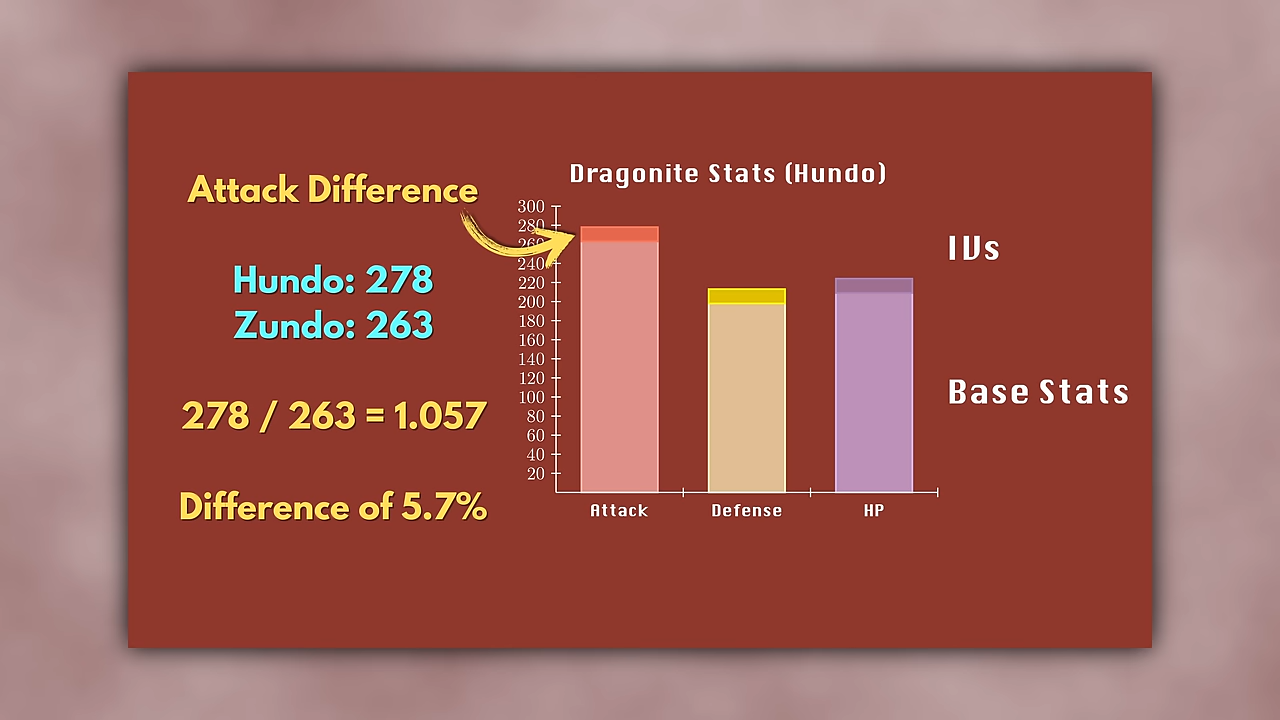 Attack Difference
Hundo: 278
Zundo: 263
278 / 263 = 1.057
Difference of 5.7%
Dragonite Stats (Hundo)
300
280
260
240
220
200
180
160
140
120
100
80
60
40
20
Attack Defense HP
IVs
Base Stats